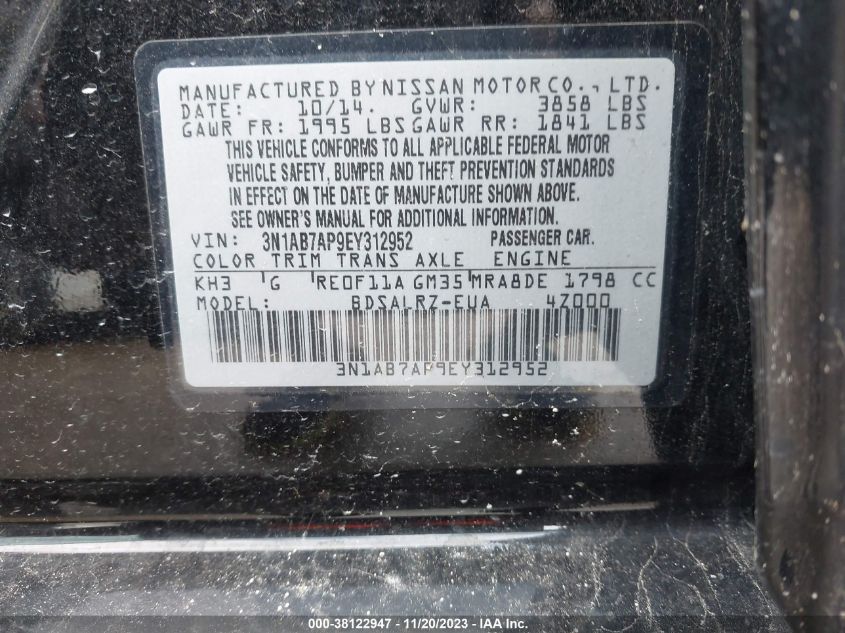 MANUFACTURED BY NISSAN MOTOR CO., LTD.
DATE: 10/14. GVWR: 3858 LBS
GAWR FR: 1995 LBS GAWR RR: 1841 LBS
THIS VEHICLE CONFORMS TO ALL APPLICABLE FEDERAL MOTOR
VEHICLE SAFETY, BUMPER AND THEFT PREVENTION STANDARDS
IN EFFECT ON THE DATE OF MANUFACTURE SHOWN ABOVE.
SEE OWNER'S MANUAL FOR ADDITIONAL INFORMATION.
VIN: 3N1AB7AP9EY312952 PASSENGER CAR.
COLOR TRIM TRANS AXLE ENGINE
KH3 G RE0F11A GM35 MRA8DE 1798 CC
MODEL: BDSALRZ-EUA 4Z000
3N1AB7AP9EY312952
000-38122947 - 11/20/2023 - IAAI.com